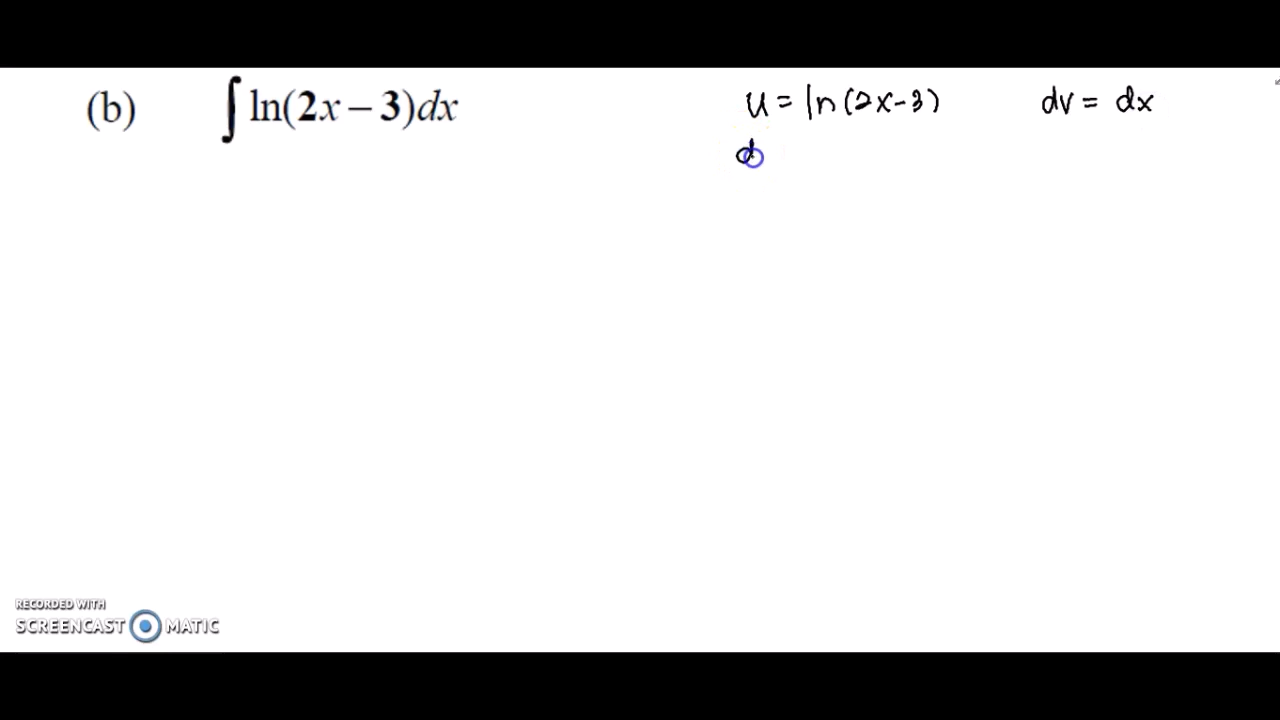 (b) ∫ ln(2x – 3)dx u = ln(2x-3) dv = dx
d
RECORDED WITH
SCREENCAST MATIC